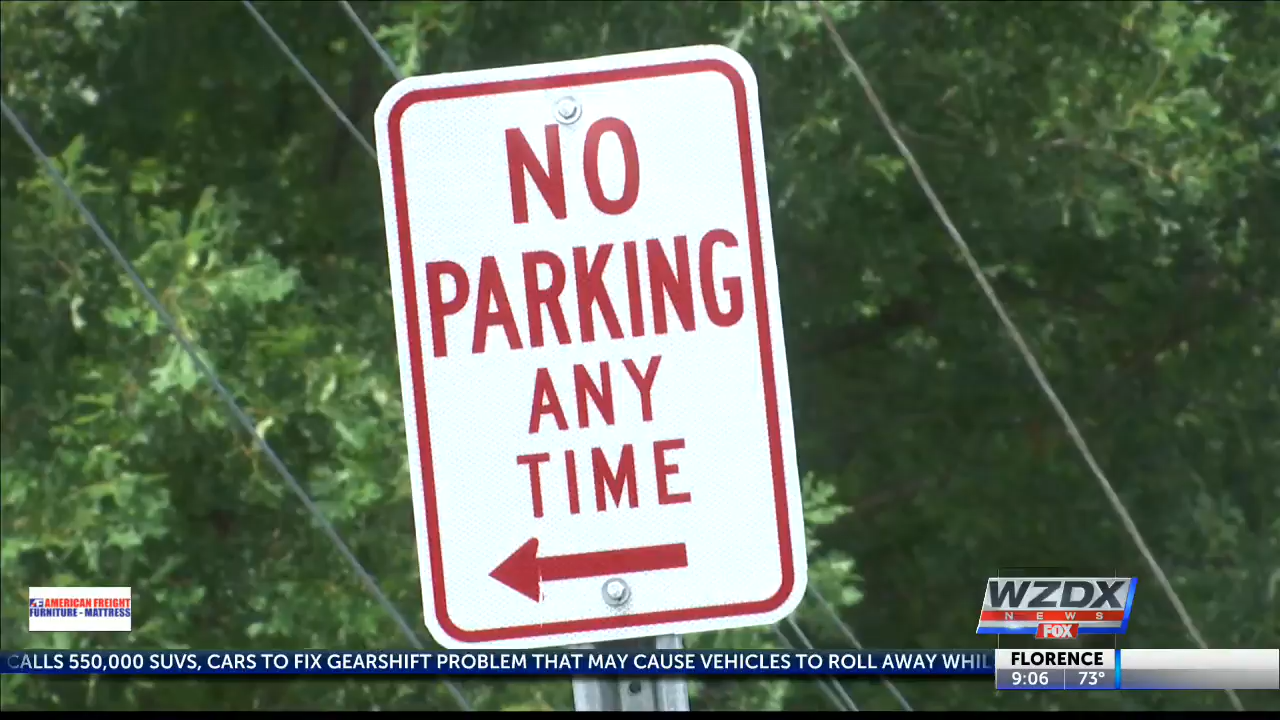 NO
PARKING
ANY
TIME
AMERICAN FREIGHT
FURNITURE - MATTRESS
WZDX
NEWS
FOX
CALLS 550,000 SUVS, CARS TO FIX GEARSHIFT PROBLEM THAT MAY CAUSE VEHICLES TO ROLL AWAY WHIL
FLORENCE
9:06 73°